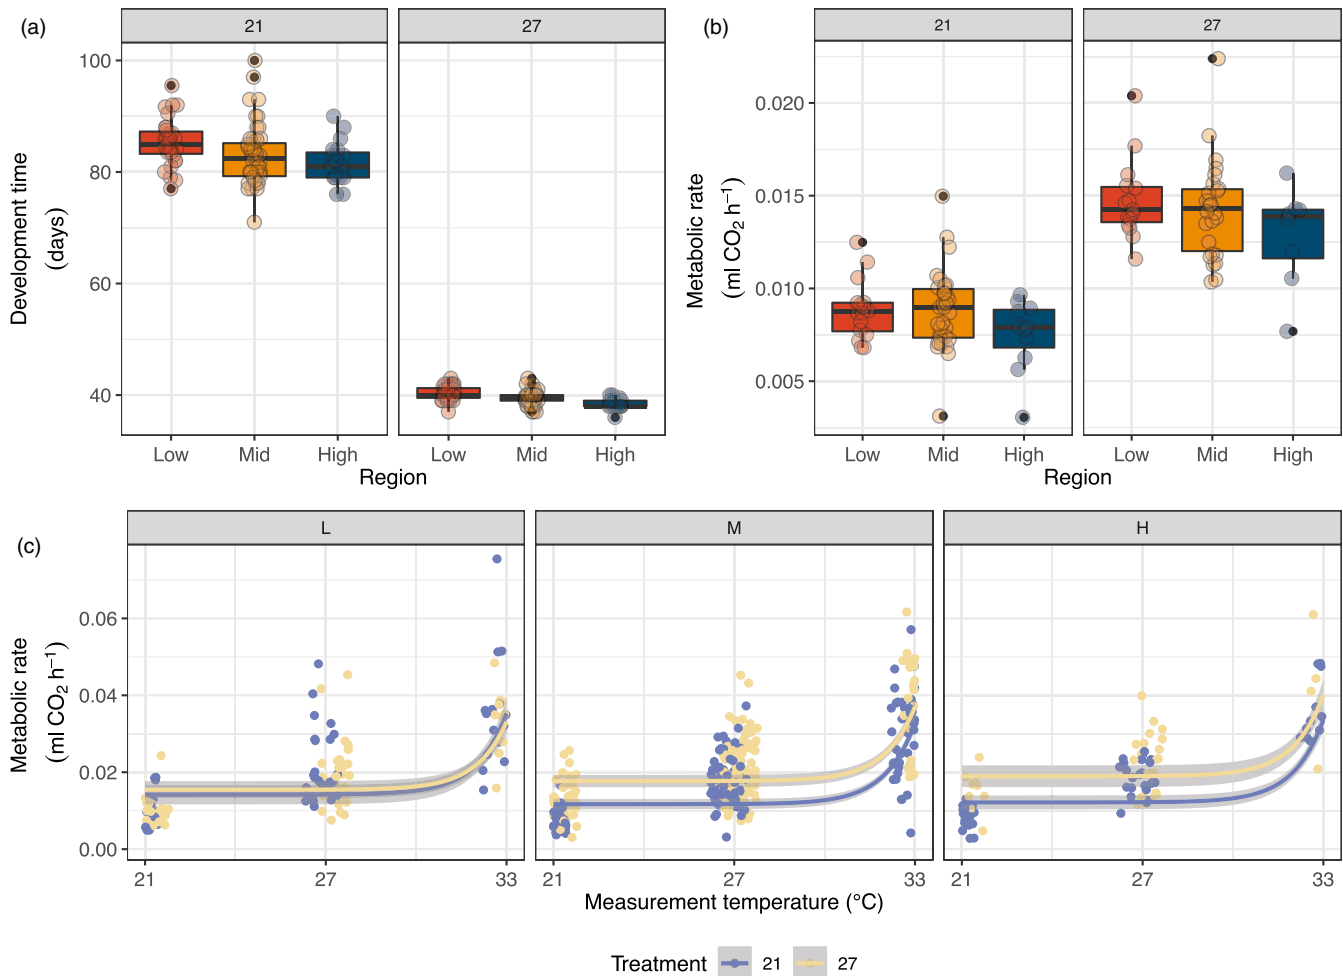 (a)
21
27
Development time
(days)
100
80
60
40
Low
Mid
High
Low
Mid
High
Region
(b)
21
27
Metabolic rate
(ml CO₂ h⁻¹)
0.020
0.015
0.010
0.005
Low
Mid
High
Low
Mid
High
Region
(c)
L
M
H
Metabolic rate
(ml CO₂ h⁻¹)
0.06
0.04
0.02
0.00
21
27
33
21
27
33
21
27
33
Measurement temperature (°C)
Treatment 21 27